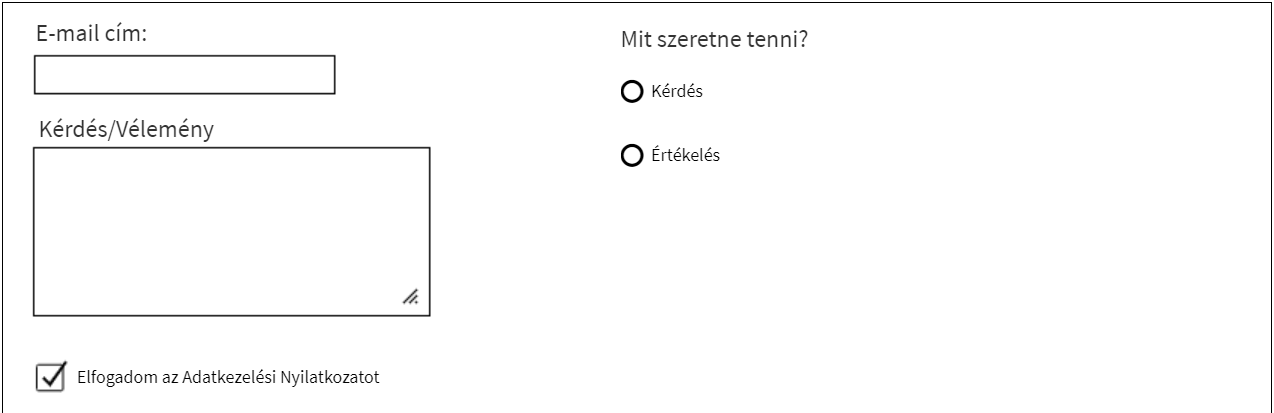 E-mail cím:
Kérdés/Vélemény
Elfogadom az Adatkezelési Nyilatkozatot
Mit szeretne tenni?
Kérdés
Értékelés